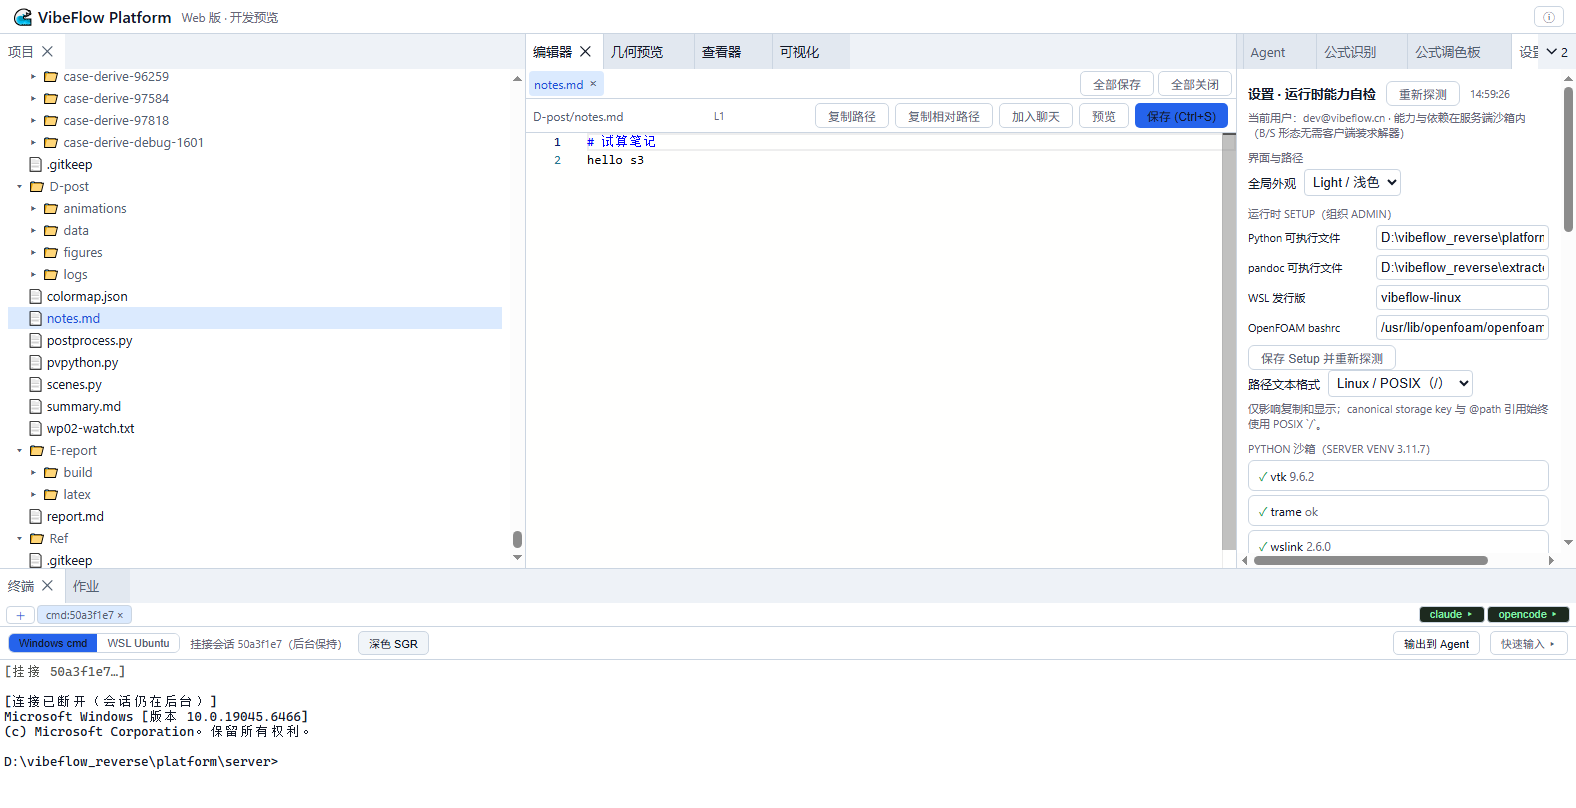 VibeFlow Platform Web 版 · 开发预览
项目
case-derive-96259
case-derive-97584
case-derive-97818
case-derive-debug-1601
.gitkeep
D-post
animations
data
figures
logs
colormap.json
notes.md
postprocess.py
pvpython.py
scenes.py
summary.md
wp02-watch.txt
E-report
build
latex
report.md
Ref
.gitkeep
编辑器 几何预览 查看器 可视化
notes.md × 全部保存 全部关闭
D-post/notes.md L1 复制路径 复制相对路径 加入聊天 预览 保存 (Ctrl+S)
1 # 试算笔记
2 hello s3
Agent 公式识别 公式调色板 2
设置 · 运行时能力自检 重新探测 14:59:26
当前用户：dev@vibeflow.cn · 能力与依赖在服务端沙箱内
（B/S 形态无需客户端装求解器）
界面与路径
全局外观 Light / 浅色
运行时 SETUP（组织 ADMIN）
Python 可执行文件 D:\vibeflow_reverse\platforn
pandoc 可执行文件 D:\vibeflow_reverse\extract
WSL 发行版 vibeflow-linux
OpenFOAM bashrc /usr/lib/openfoam/openfoam
保存 Setup 并重新探测
路径文本格式 Linux / POSIX（/）
仅影响复制和显示；canonical storage key 与 @path 引用始终
使用 POSIX `/`。
PYTHON 沙箱（SERVER VENV 3.11.7）
✓ vtk 9.6.2
✓ trame ok
✓ wslink 2.6.0
终端 作业
+ cmd:50a3f1e7 × claude ▸ opencode ▸
Windows cmd WSL Ubuntu 挂接会话 50a3f1e7（后台保持） 深色 SGR 输出到 Agent 快速输入 ▸
[挂接 50a3f1e7…]
[连接已断开（会话仍在后台）]
Microsoft Windows [版本 10.0.19045.6466]
(c) Microsoft Corporation。保留所有权利。
D:\vibeflow_reverse\platform\server>